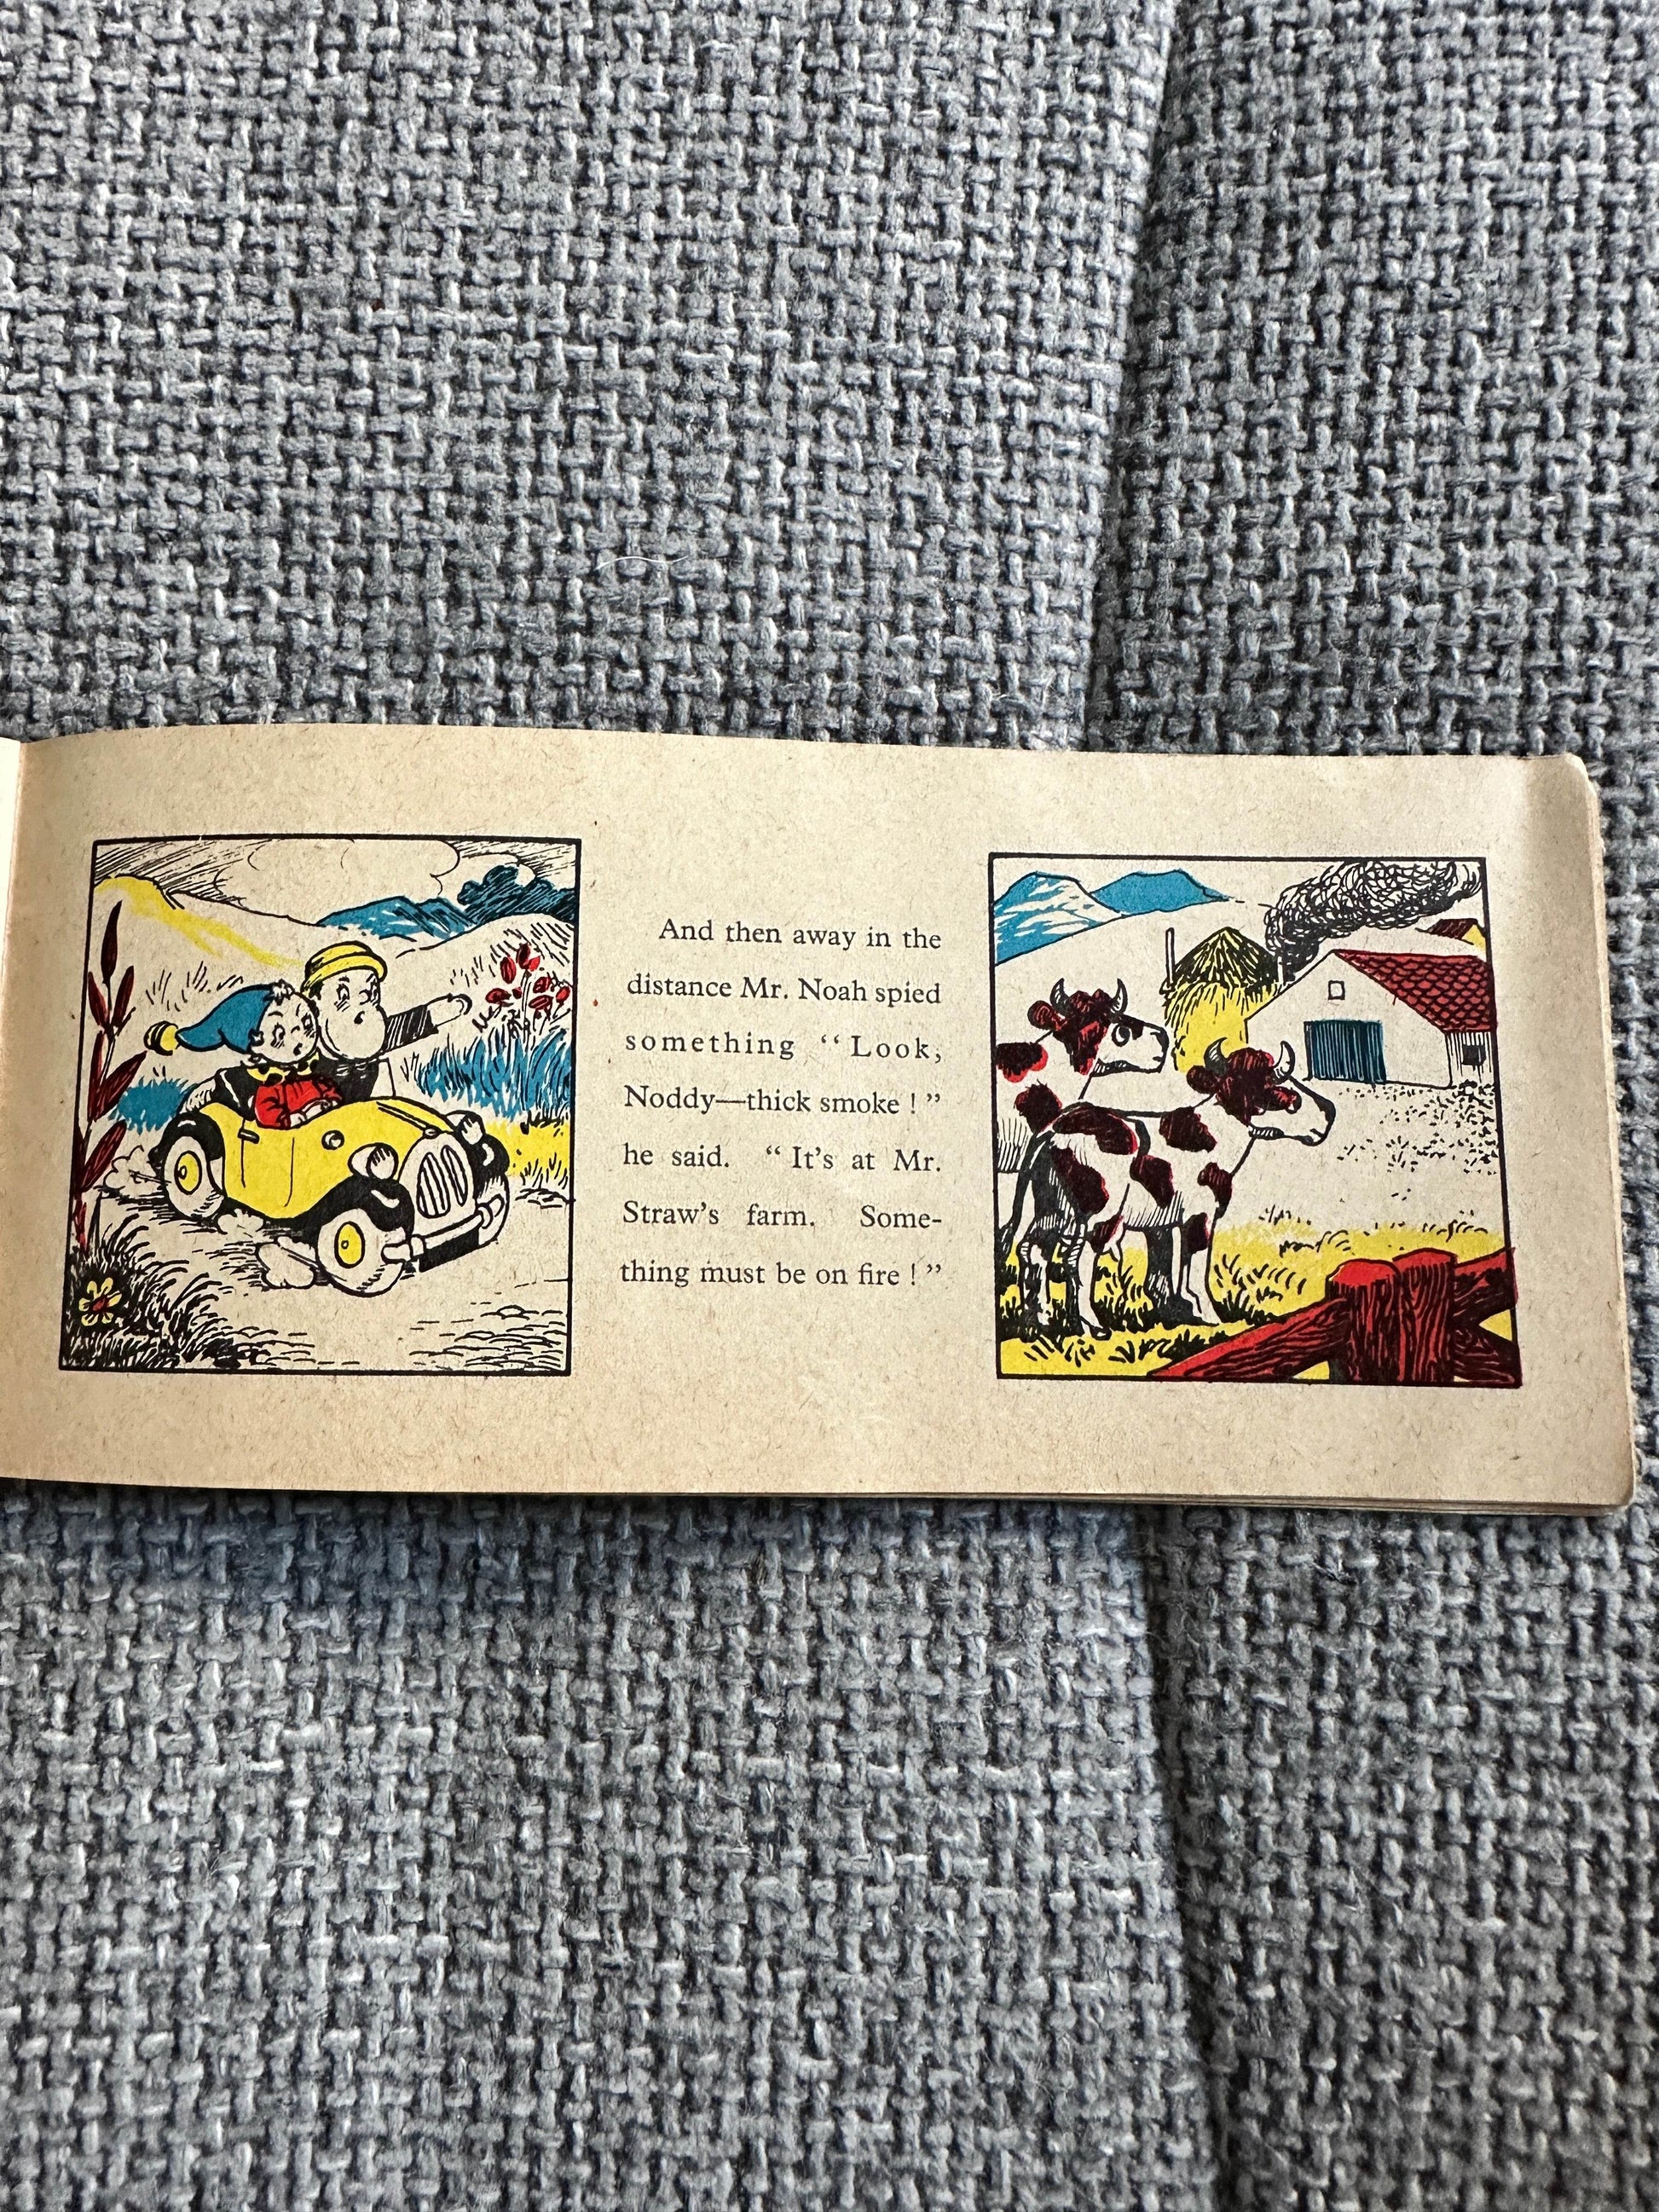 And then away in the
distance Mr. Noah spied
something “Look,
Noddy—thick smoke!”
he said. “It's at Mr.
Straw's farm. Some-
thing must be on fire!”